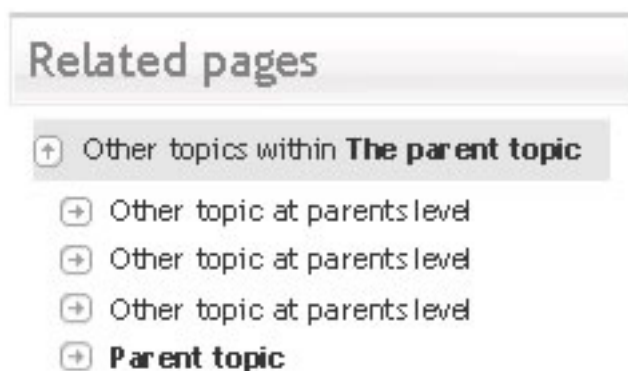 Related pages
Other topics within The parent topic
Other topic at parents level
Other topic at parents level
Other topic at parents level
Parent topic